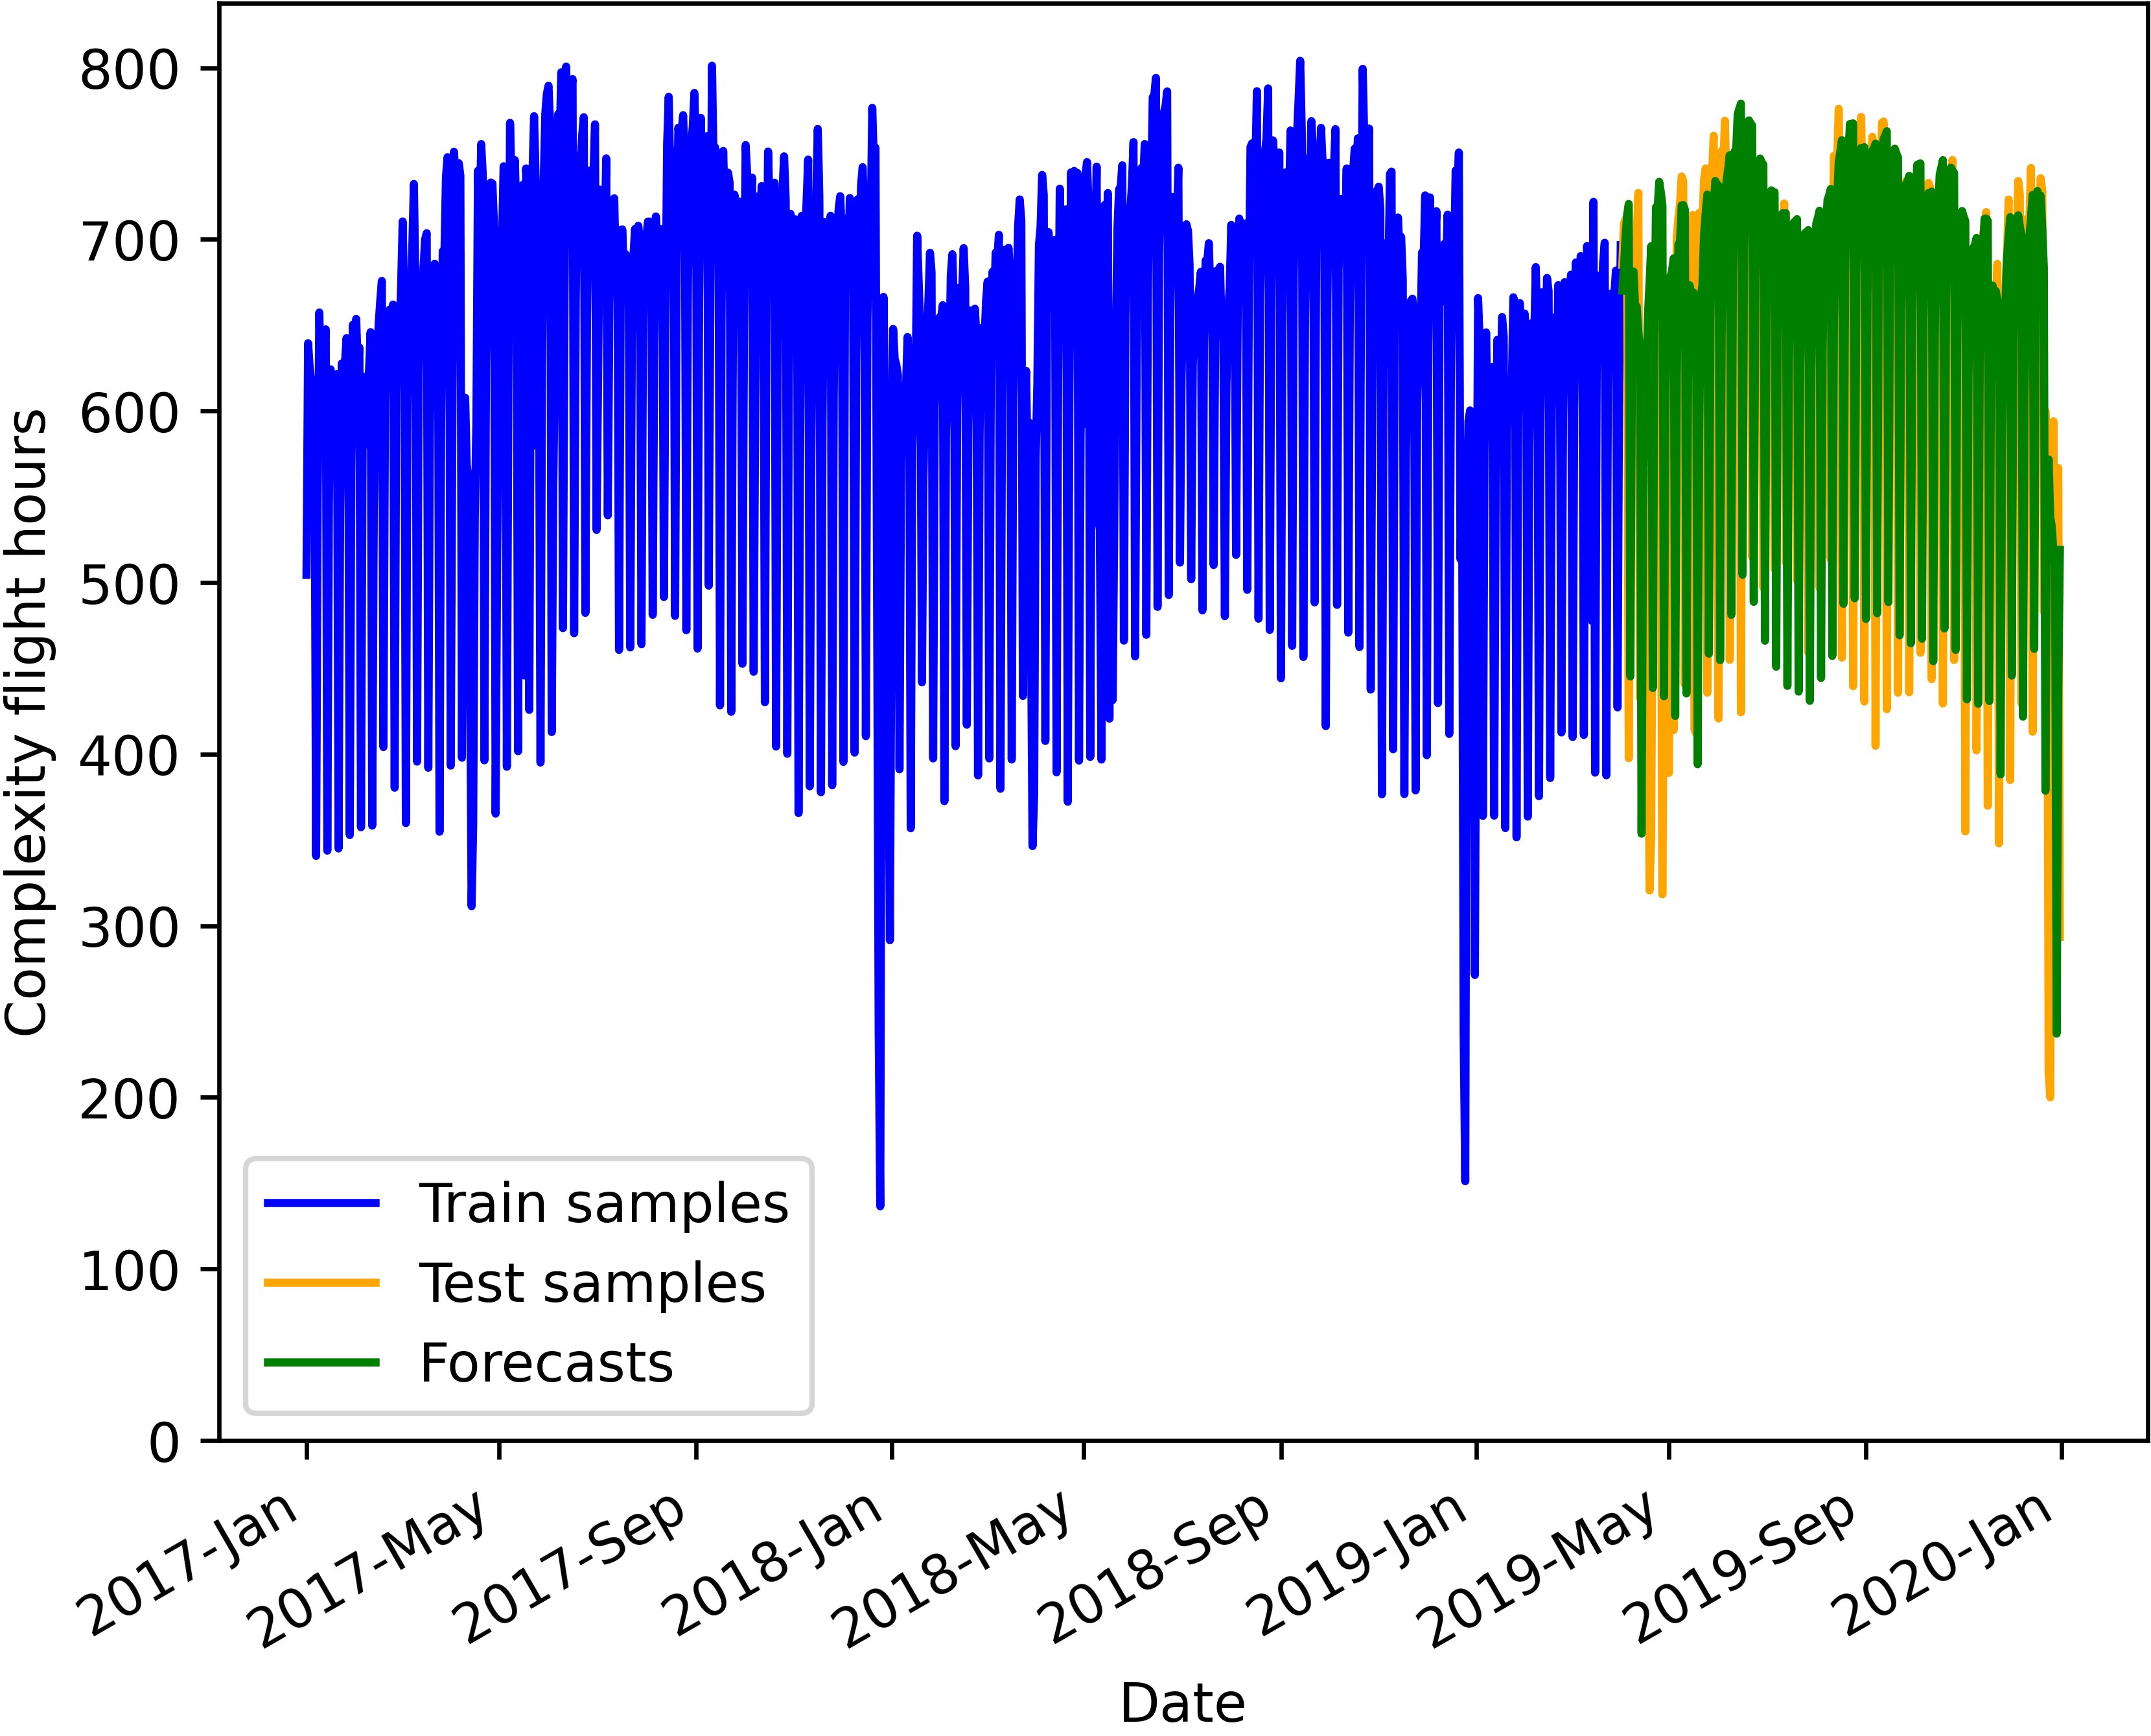 Complexity flight hours
800
700
600
500
400
300
200
100
0
Train samples
Test samples
Forecasts
2017-Jan
2017-May
2017-Sep
2018-Jan
2018-May
2018-Sep
2019-Jan
2019-May
2019-Sep
2020-Jan
Date